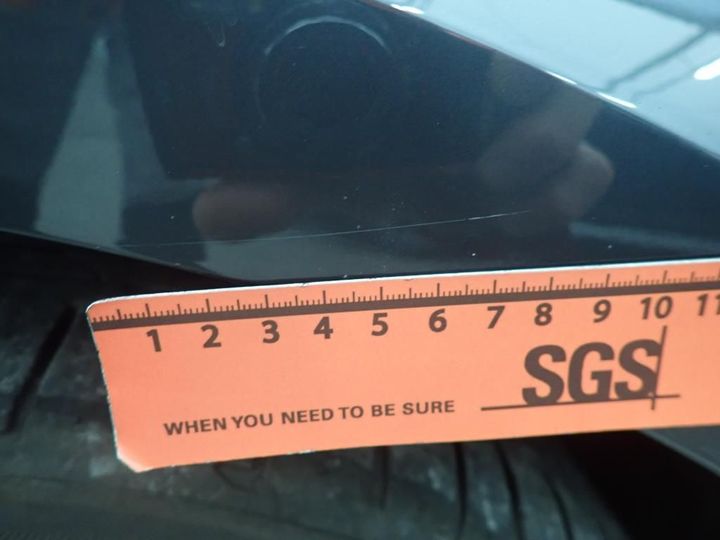 1 2 3 4 5 6 7 8 9 10 11
SGS
WHEN YOU NEED TO BE SURE